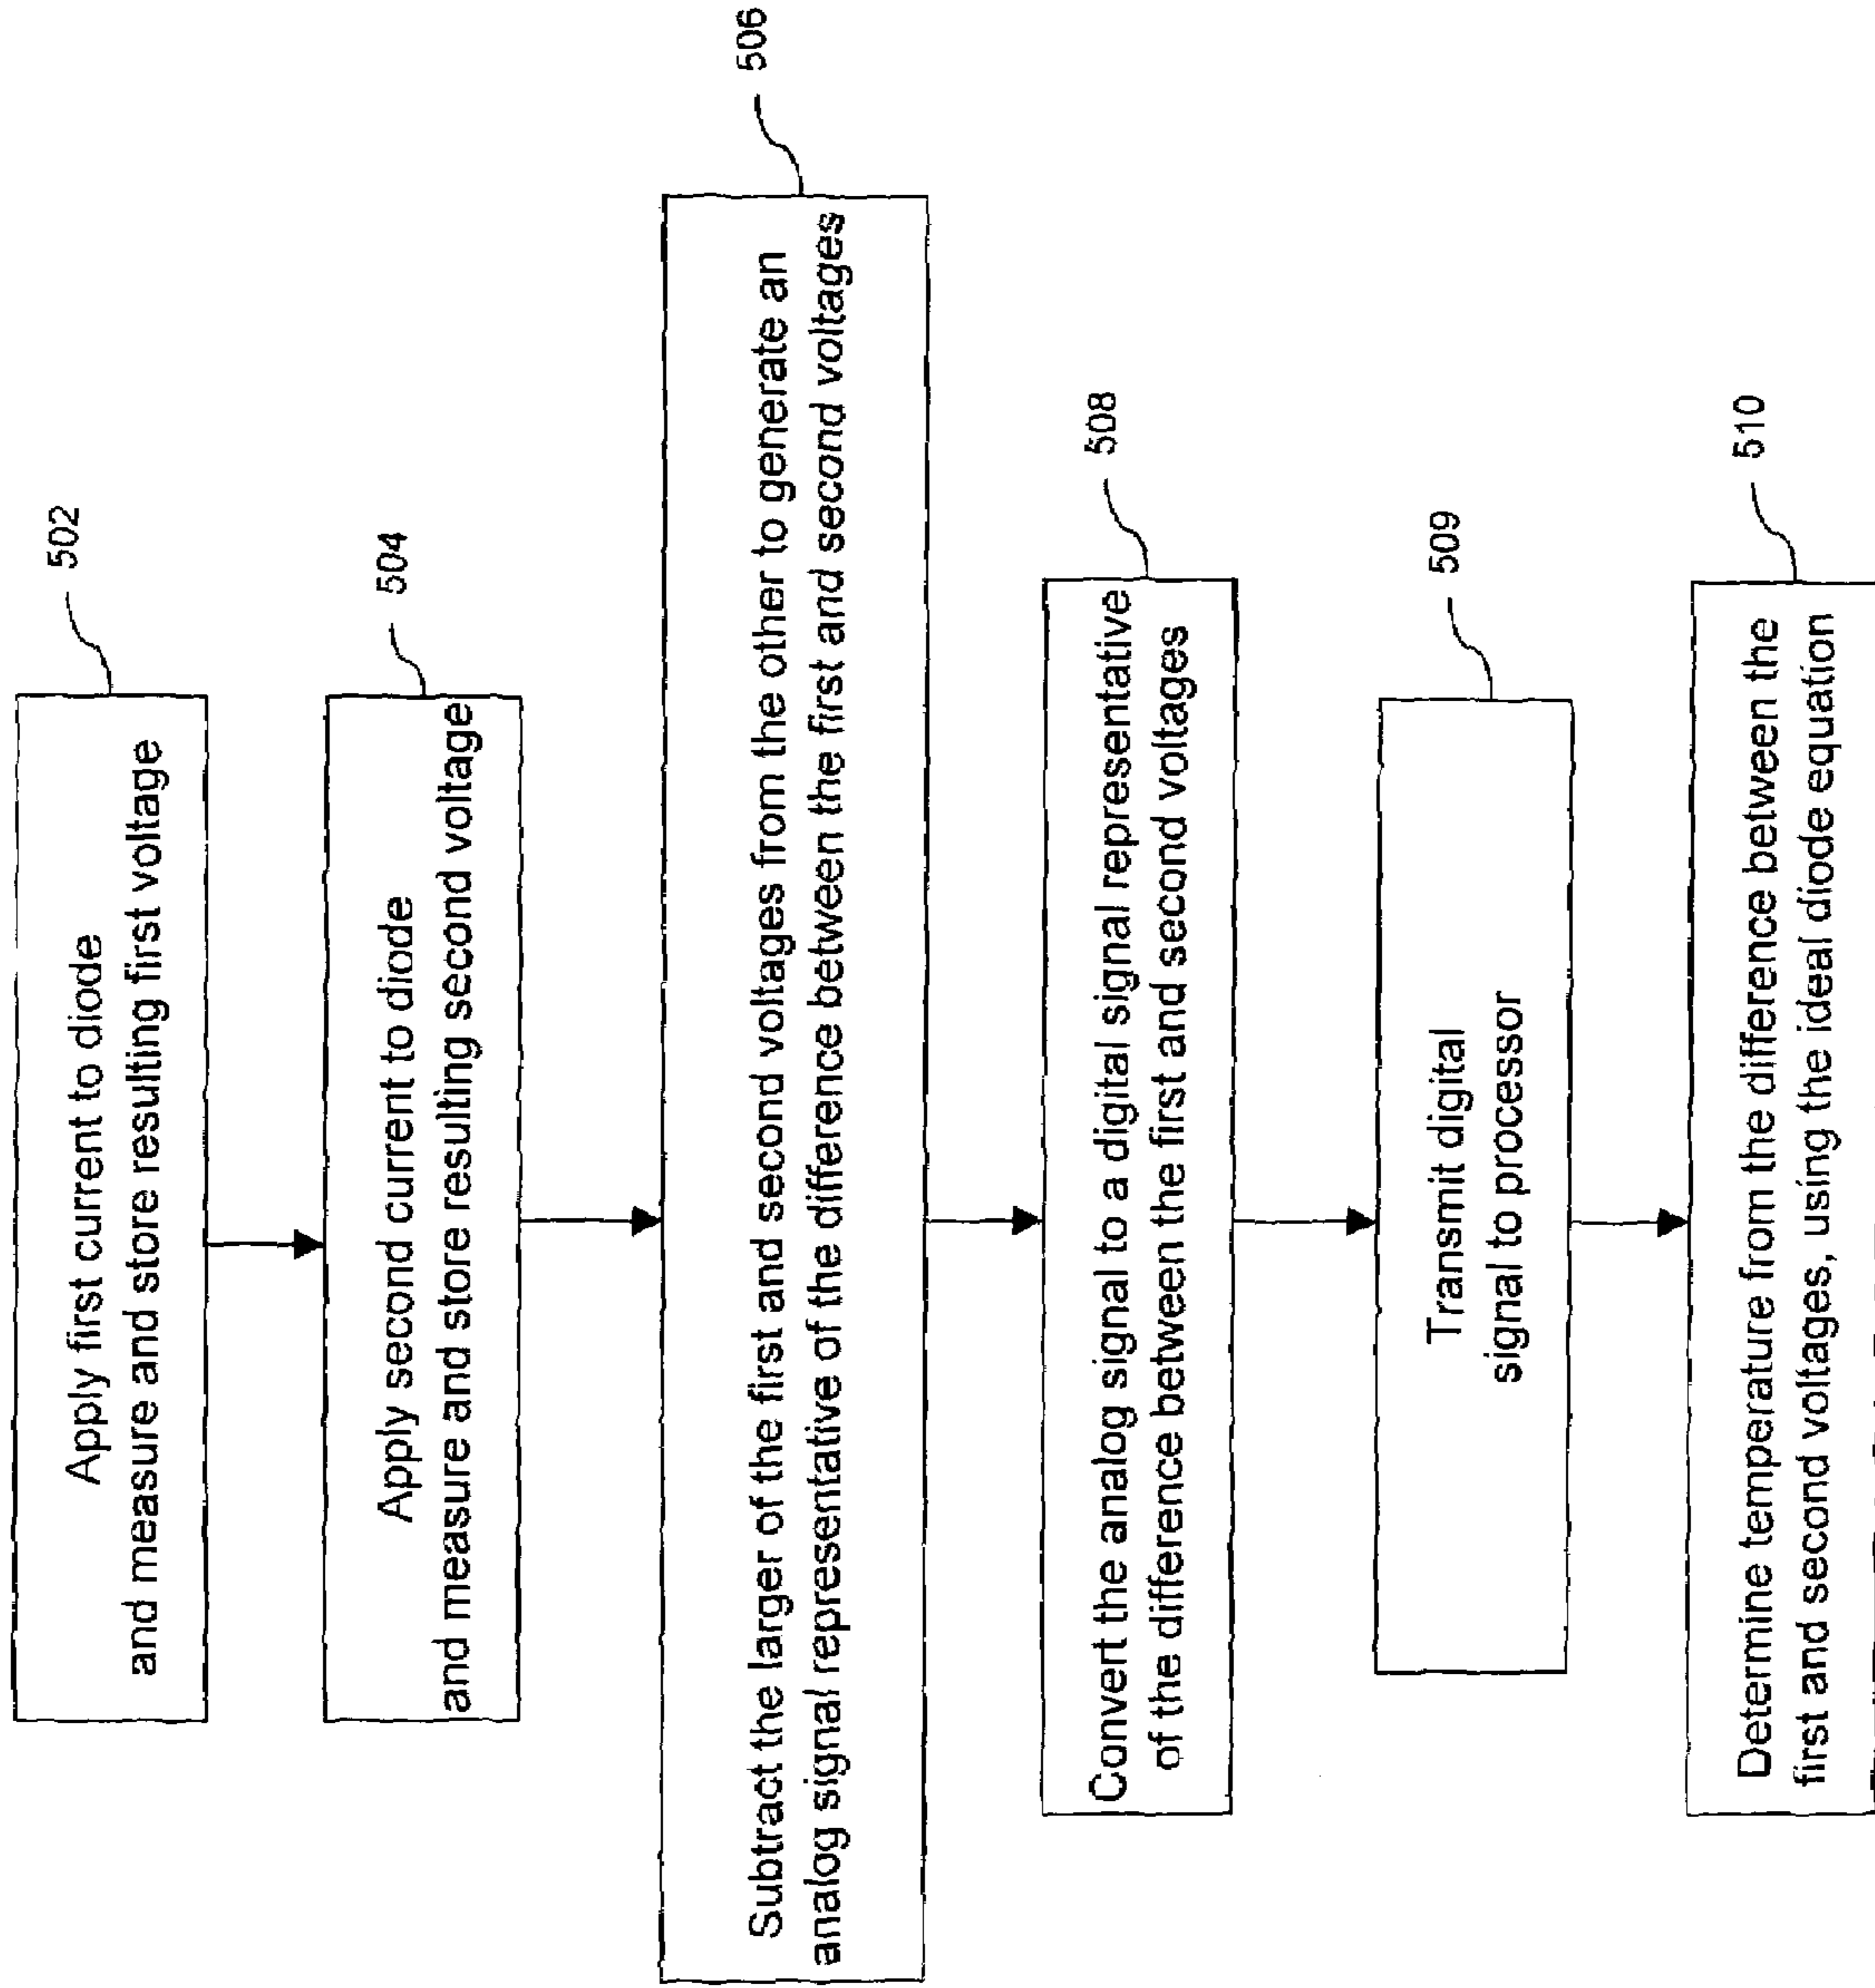 502
Apply first current to diode
and measure and store resulting first voltage
504
Apply second current to diode
and measure and store resulting second voltage
506
Subtract the larger of the first and second voltages from the other to generate an
analog signal representative of the difference between the first and second voltages
508
Convert the analog signal to a digital signal representative
of the difference between the first and second voltages
509
Transmit digital
signal to processor
510
Determine temperature from the difference between the
first and second voltages, using the ideal diode equation